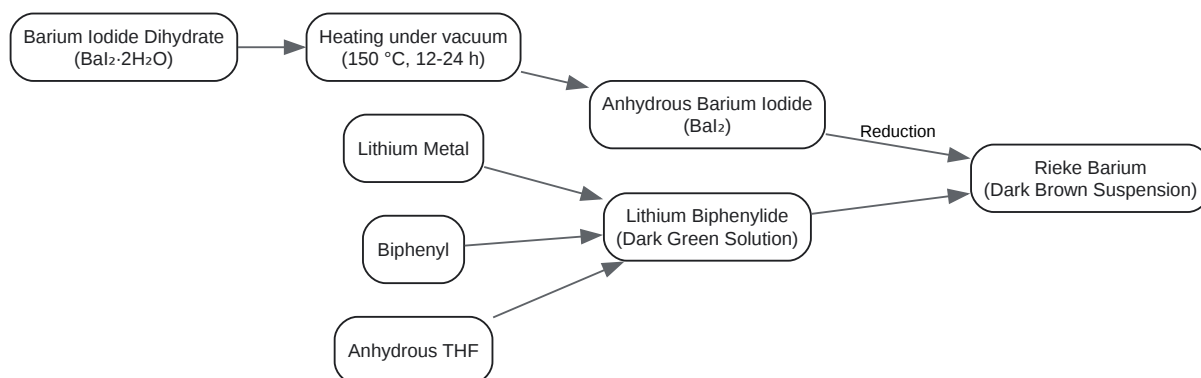 Barium Iodide Dihydrate
(BaI₂·2H₂O)
Heating under vacuum
(150 °C, 12-24 h)
Anhydrous Barium Iodide
(BaI₂)
Reduction
Lithium Metal
Rieke Barium
(Dark Brown Suspension)
Lithium Biphenylide
(Dark Green Solution)
Biphenyl
Anhydrous THF